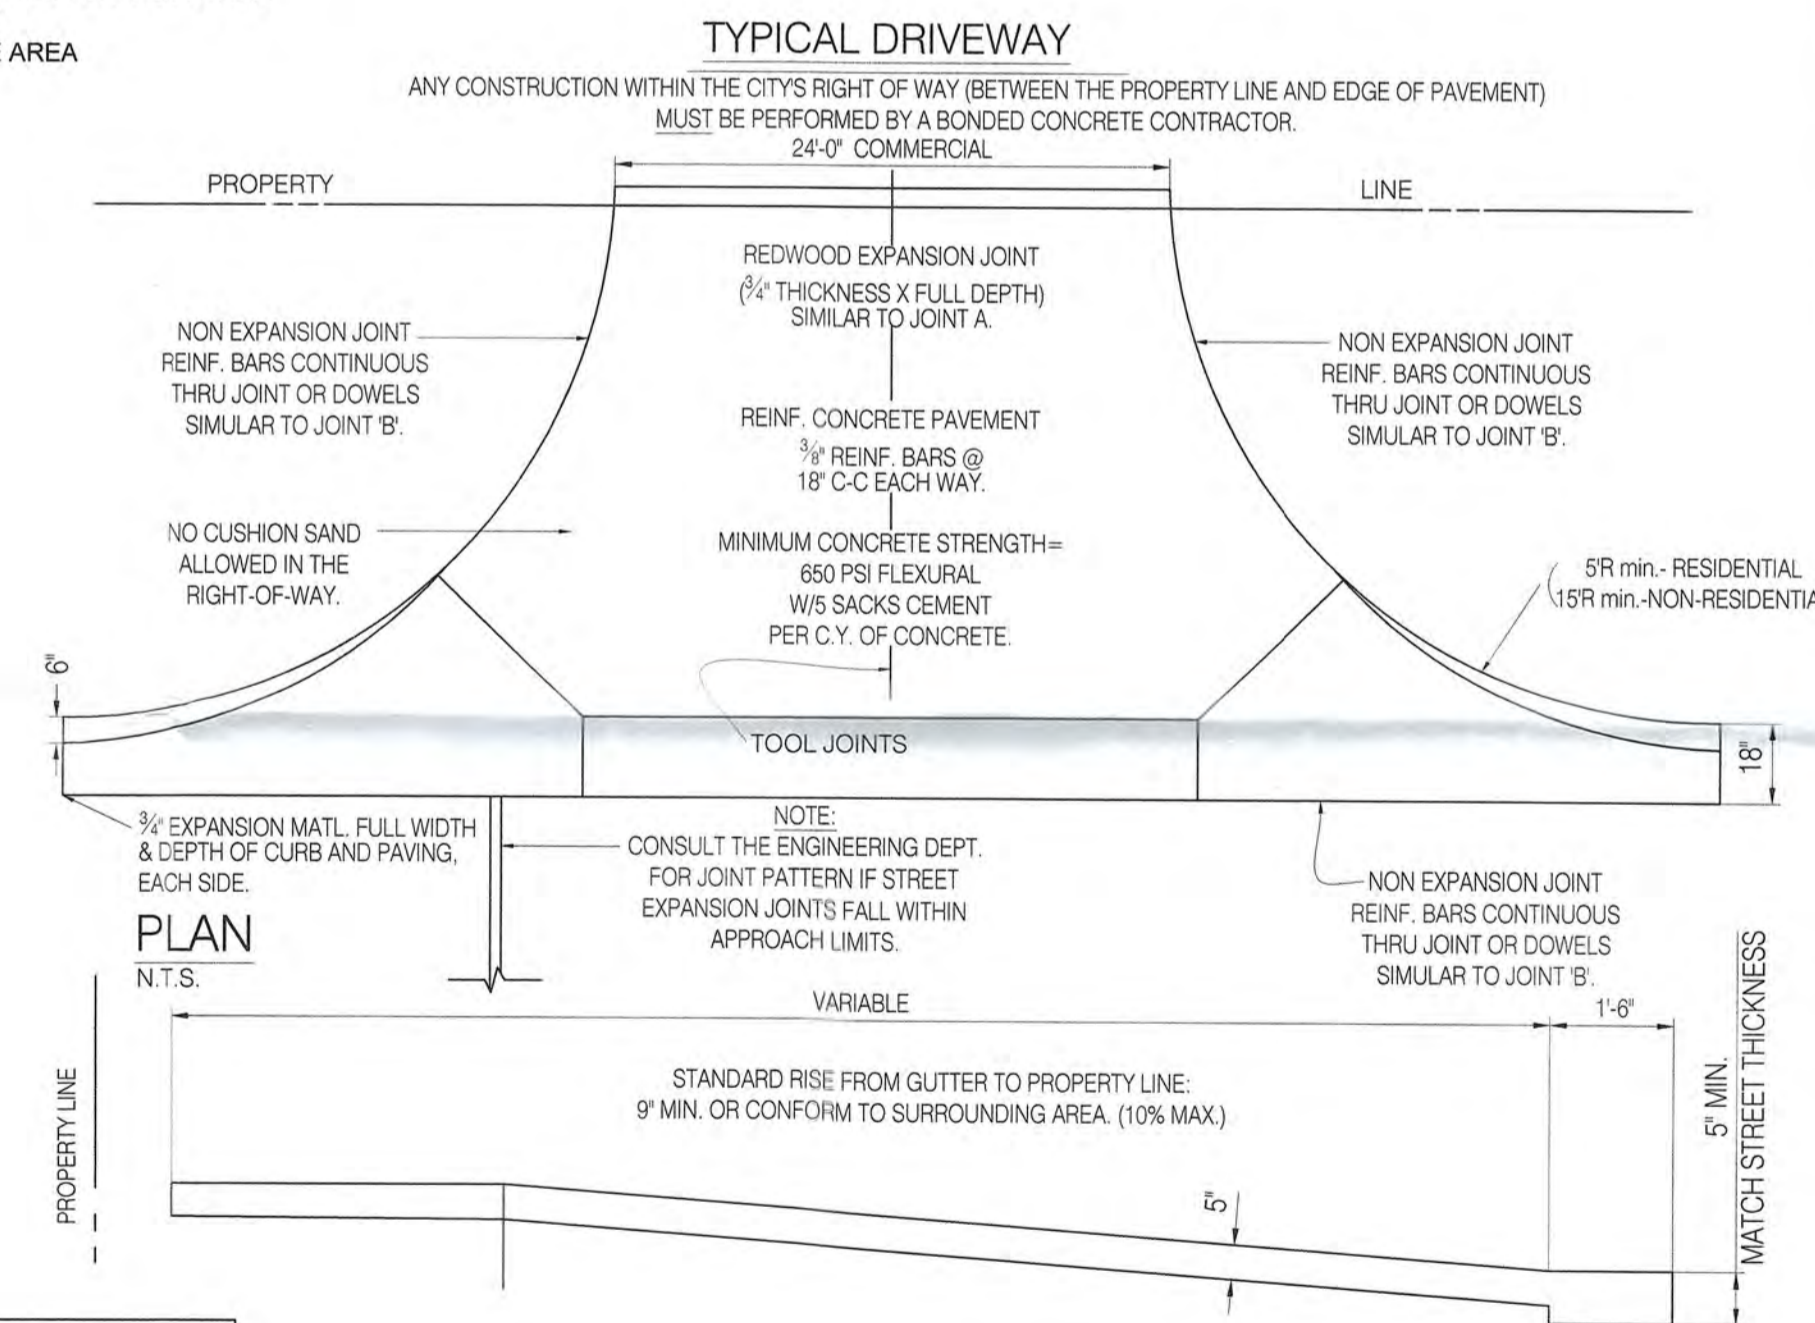 AREA
TYPICAL DRIVEWAY
ANY CONSTRUCTION WITHIN THE CITY'S RIGHT OF WAY (BETWEEN THE PROPERTY LINE AND EDGE OF PAVEMENT)
MUST BE PERFORMED BY A BONDED CONCRETE CONTRACTOR.
24'-0" COMMERCIAL
PROPERTY
LINE
REDWOOD EXPANSION JOINT
(3/4" THICKNESS X FULL DEPTH)
SIMILAR TO JOINT A.
NON EXPANSION JOINT
REINF. BARS CONTINUOUS
THRU JOINT OR DOWELS
SIMULAR TO JOINT 'B'.
NON EXPANSION JOINT
REINF. BARS CONTINUOUS
THRU JOINT OR DOWELS
SIMULAR TO JOINT 'B'.
REINF. CONCRETE PAVEMENT
3/8" REINF. BARS @
18" C-C EACH WAY.
NO CUSHION SAND
ALLOWED IN THE
RIGHT-OF-WAY.
MINIMUM CONCRETE STRENGTH=
650 PSI FLEXURAL
W/5 SACKS CEMENT
PER C.Y. OF CONCRETE.
5'R min.- RESIDENTIAL
15'R min.-NON-RESIDENTIA
6"
18"
TOOL JOINTS
3/4" EXPANSION MATL. FULL WIDTH
& DEPTH OF CURB AND PAVING,
EACH SIDE.
NOTE:
CONSULT THE ENGINEERING DEPT.
FOR JOINT PATTERN IF STREET
EXPANSION JOINTS FALL WITHIN
APPROACH LIMITS.
NON EXPANSION JOINT
REINF. BARS CONTINUOUS
THRU JOINT OR DOWELS
SIMULAR TO JOINT 'B'.
PLAN
N.T.S.
VARIABLE
1'-6"
PROPERTY LINE
STANDARD RISE FROM GUTTER TO PROPERTY LINE:
9" MIN. OR CONFORM TO SURROUNDING AREA. (10% MAX.)
5"
5" MIN.
MATCH STREET THICKNESS